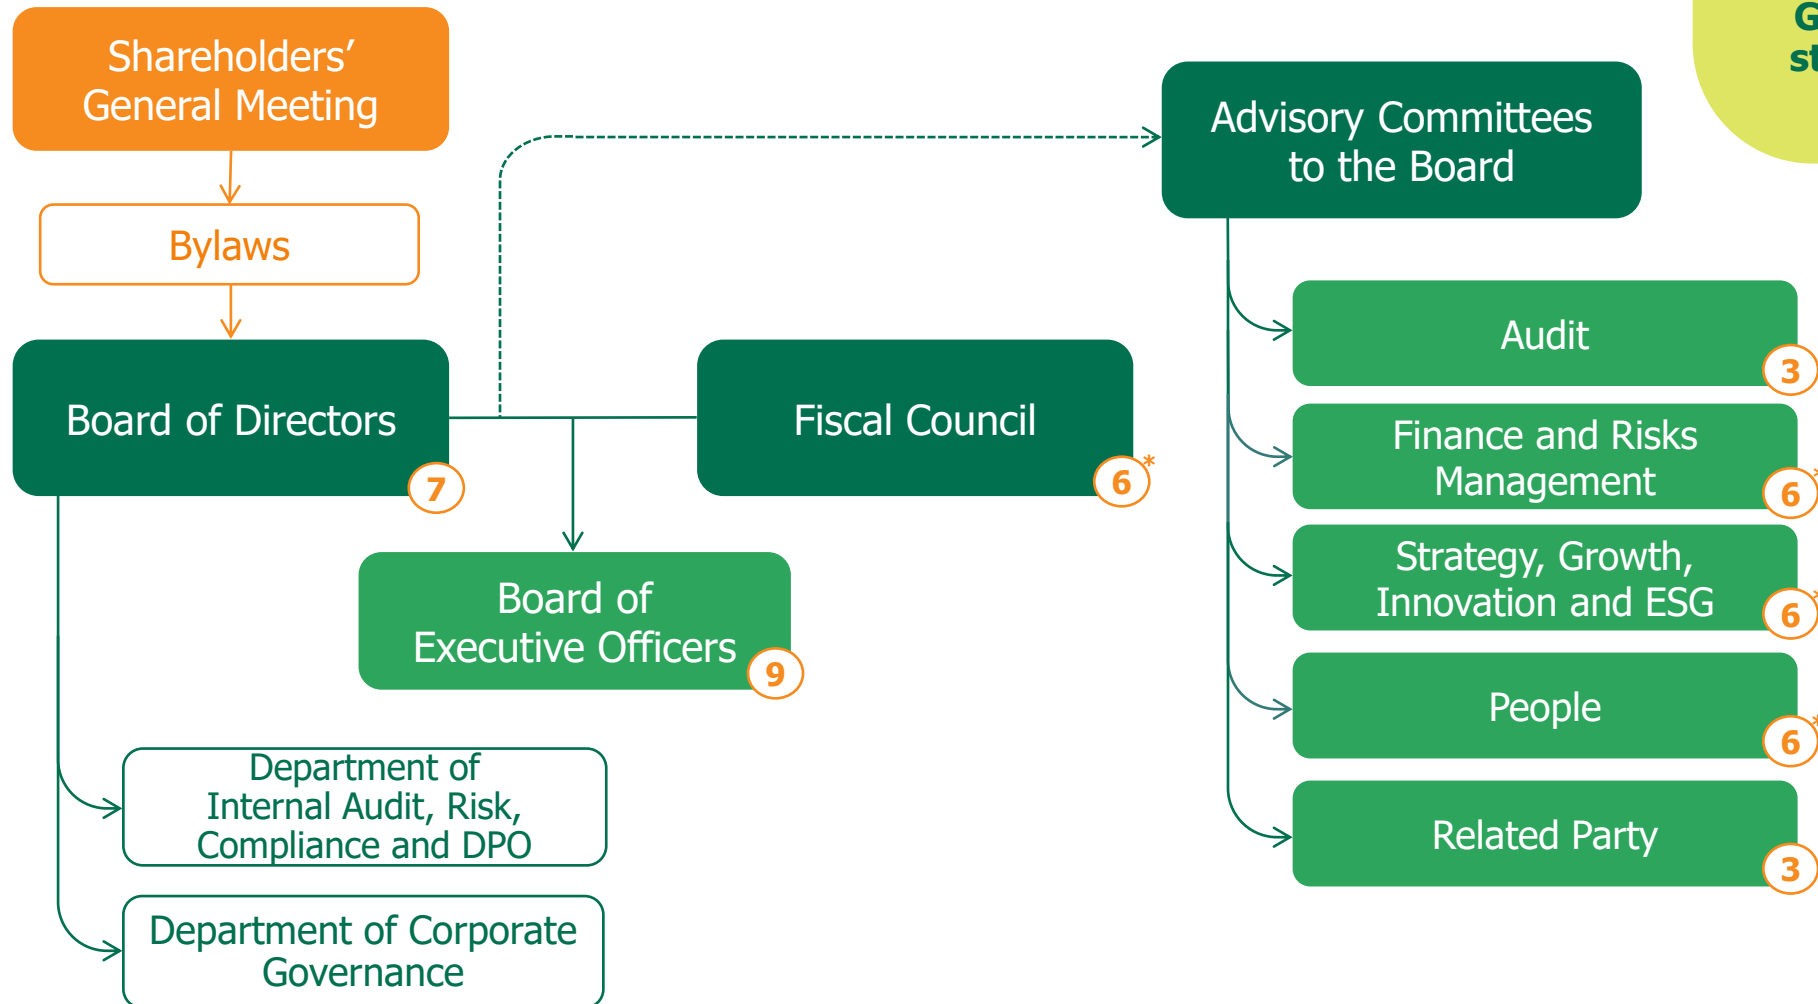 Shareholders’
General Meeting
Bylaws
Board of Directors
7
Fiscal Council
6*
Board of
Executive Officers
9
Department of
Internal Audit, Risk,
Compliance and DPO
Department of Corporate
Governance
Advisory Committees
to the Board
Audit
3
Finance and Risks
Management
6*
Strategy, Growth,
Innovation and ESG
6*
People
6*
Related Party
3